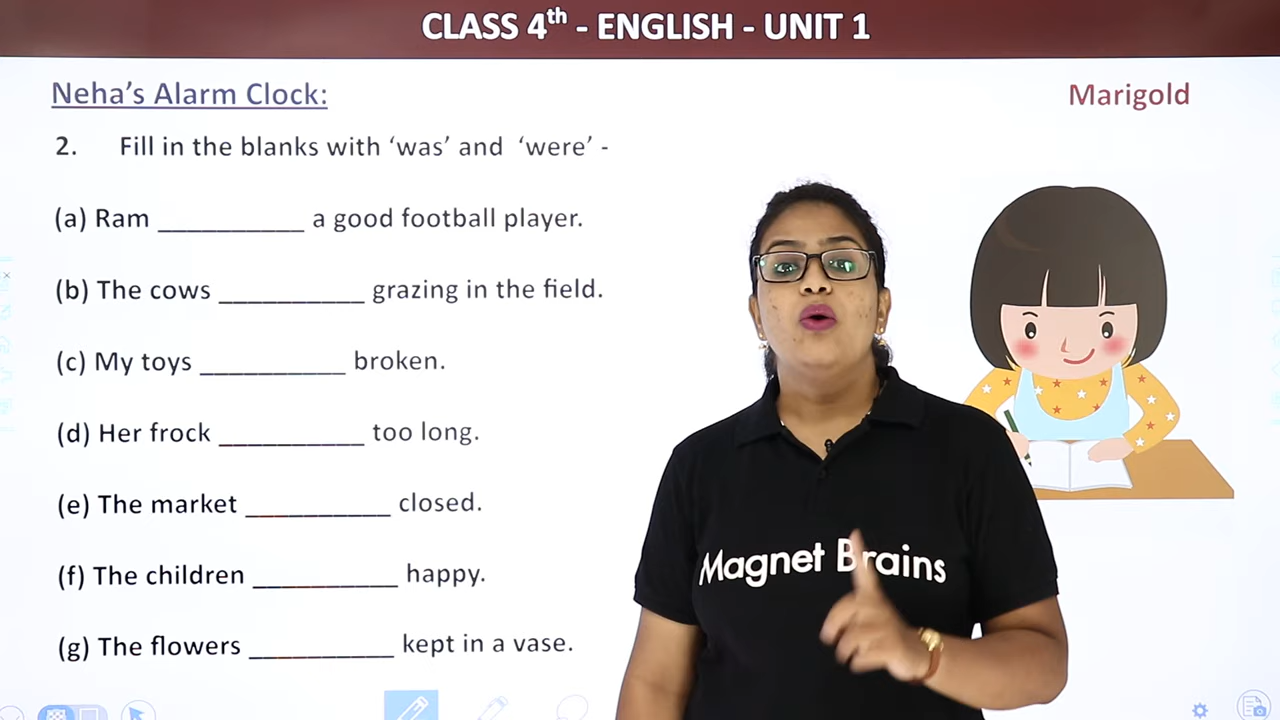 CLASS 4th - ENGLISH - UNIT 1
Neha’s Alarm Clock:
Marigold
2. Fill in the blanks with ‘was’ and ‘were’ -
(a) Ram __________ a good football player.
(b) The cows __________ grazing in the field.
(c) My toys __________ broken.
(d) Her frock __________ too long.
(e) The market __________ closed.
(f) The children __________ happy.
(g) The flowers __________ kept in a vase.
Magnet Brains